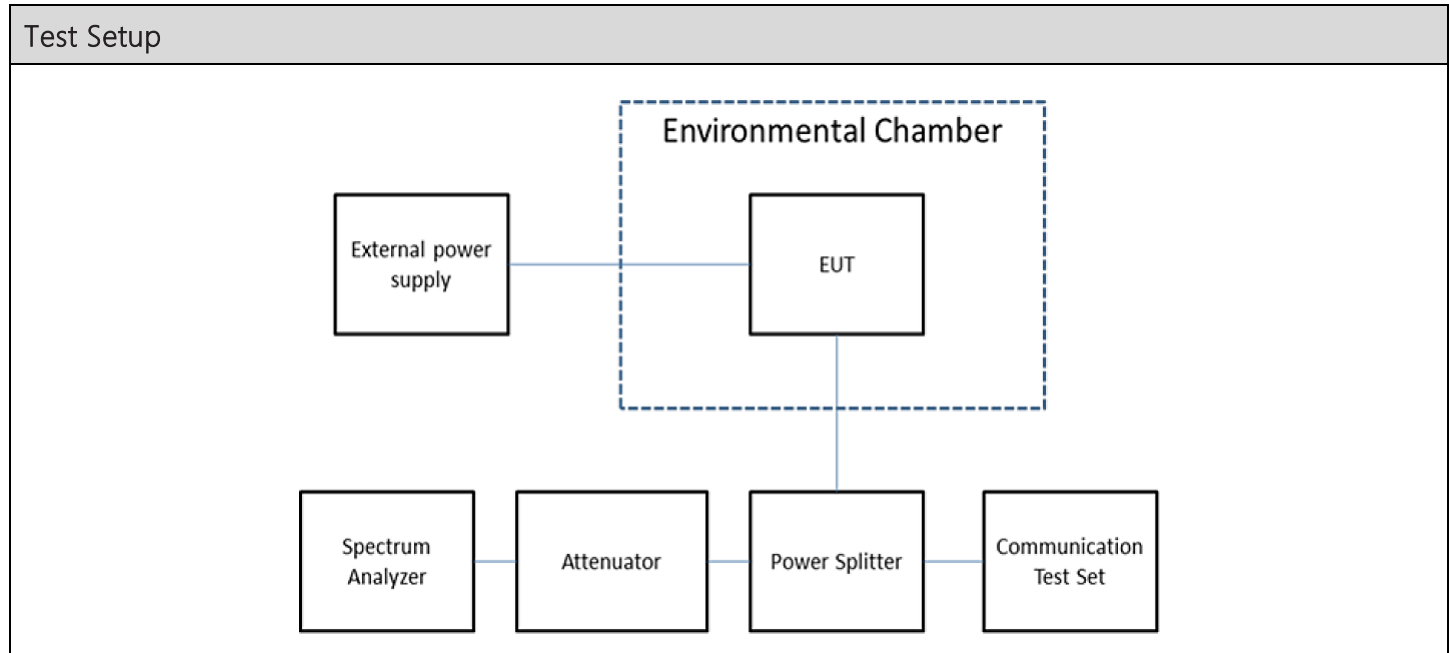 Test Setup
Environmental Chamber
External power
supply
EUT
Spectrum
Analyzer
Attenuator
Power Splitter
Communication
Test Set